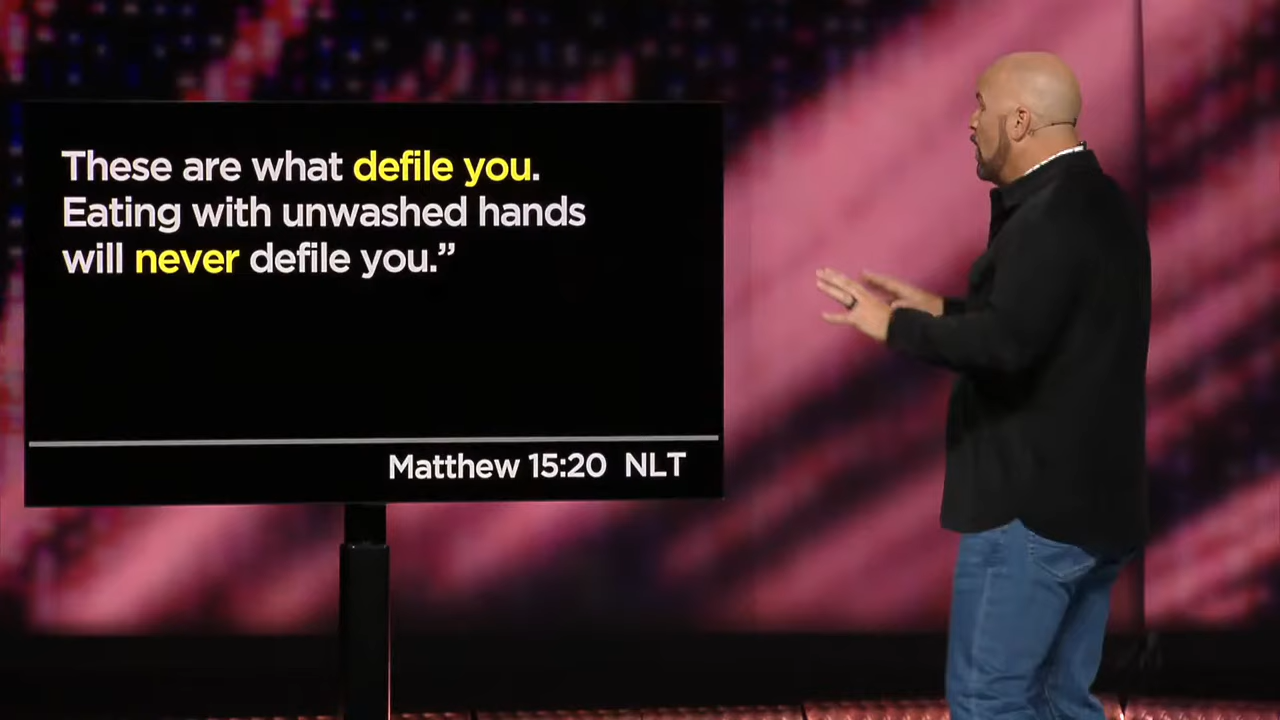 These are what defile you.
Eating with unwashed hands
will never defile you.”
Matthew 15:20 NLT